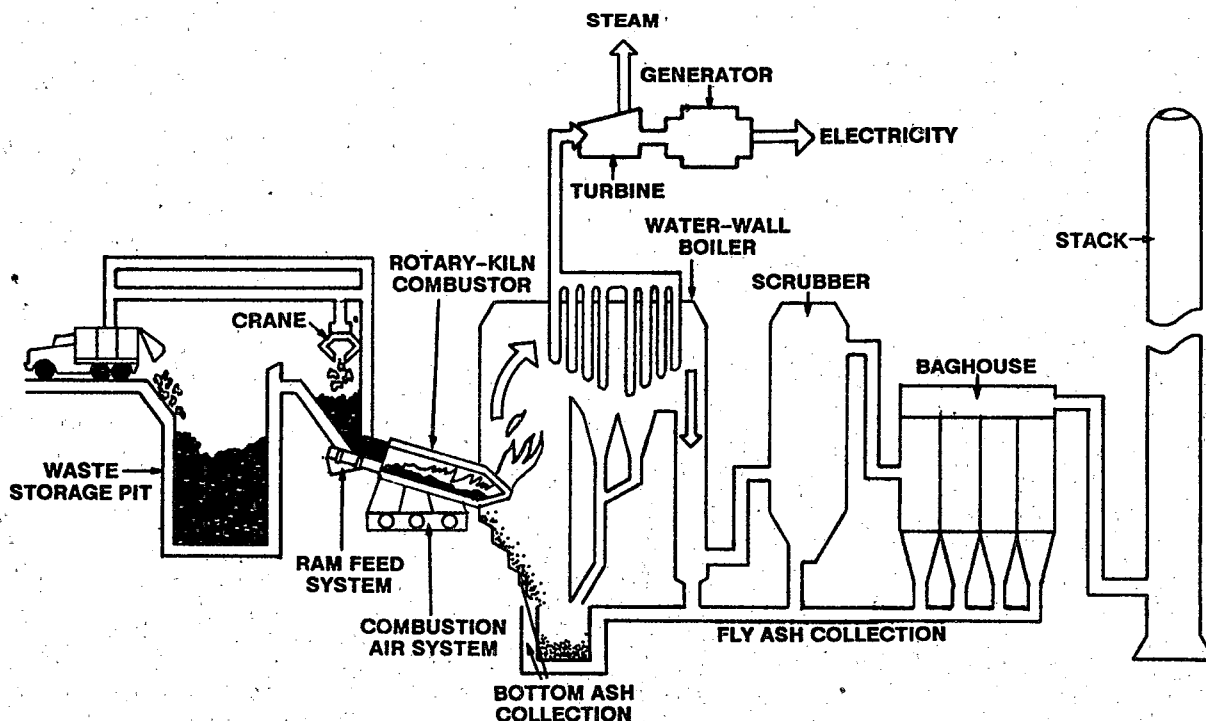 STEAM
GENERATOR
ELECTRICITY
TURBINE
WATER-WALL
BOILER
STACK
ROTARY-KILN
COMBUSTOR
SCRUBBER
CRANE
BAGHOUSE
WASTE
STORAGE PIT
RAM FEED
SYSTEM
COMBUSTION
AIR SYSTEM
FLY ASH COLLECTION
BOTTOM ASH
COLLECTION